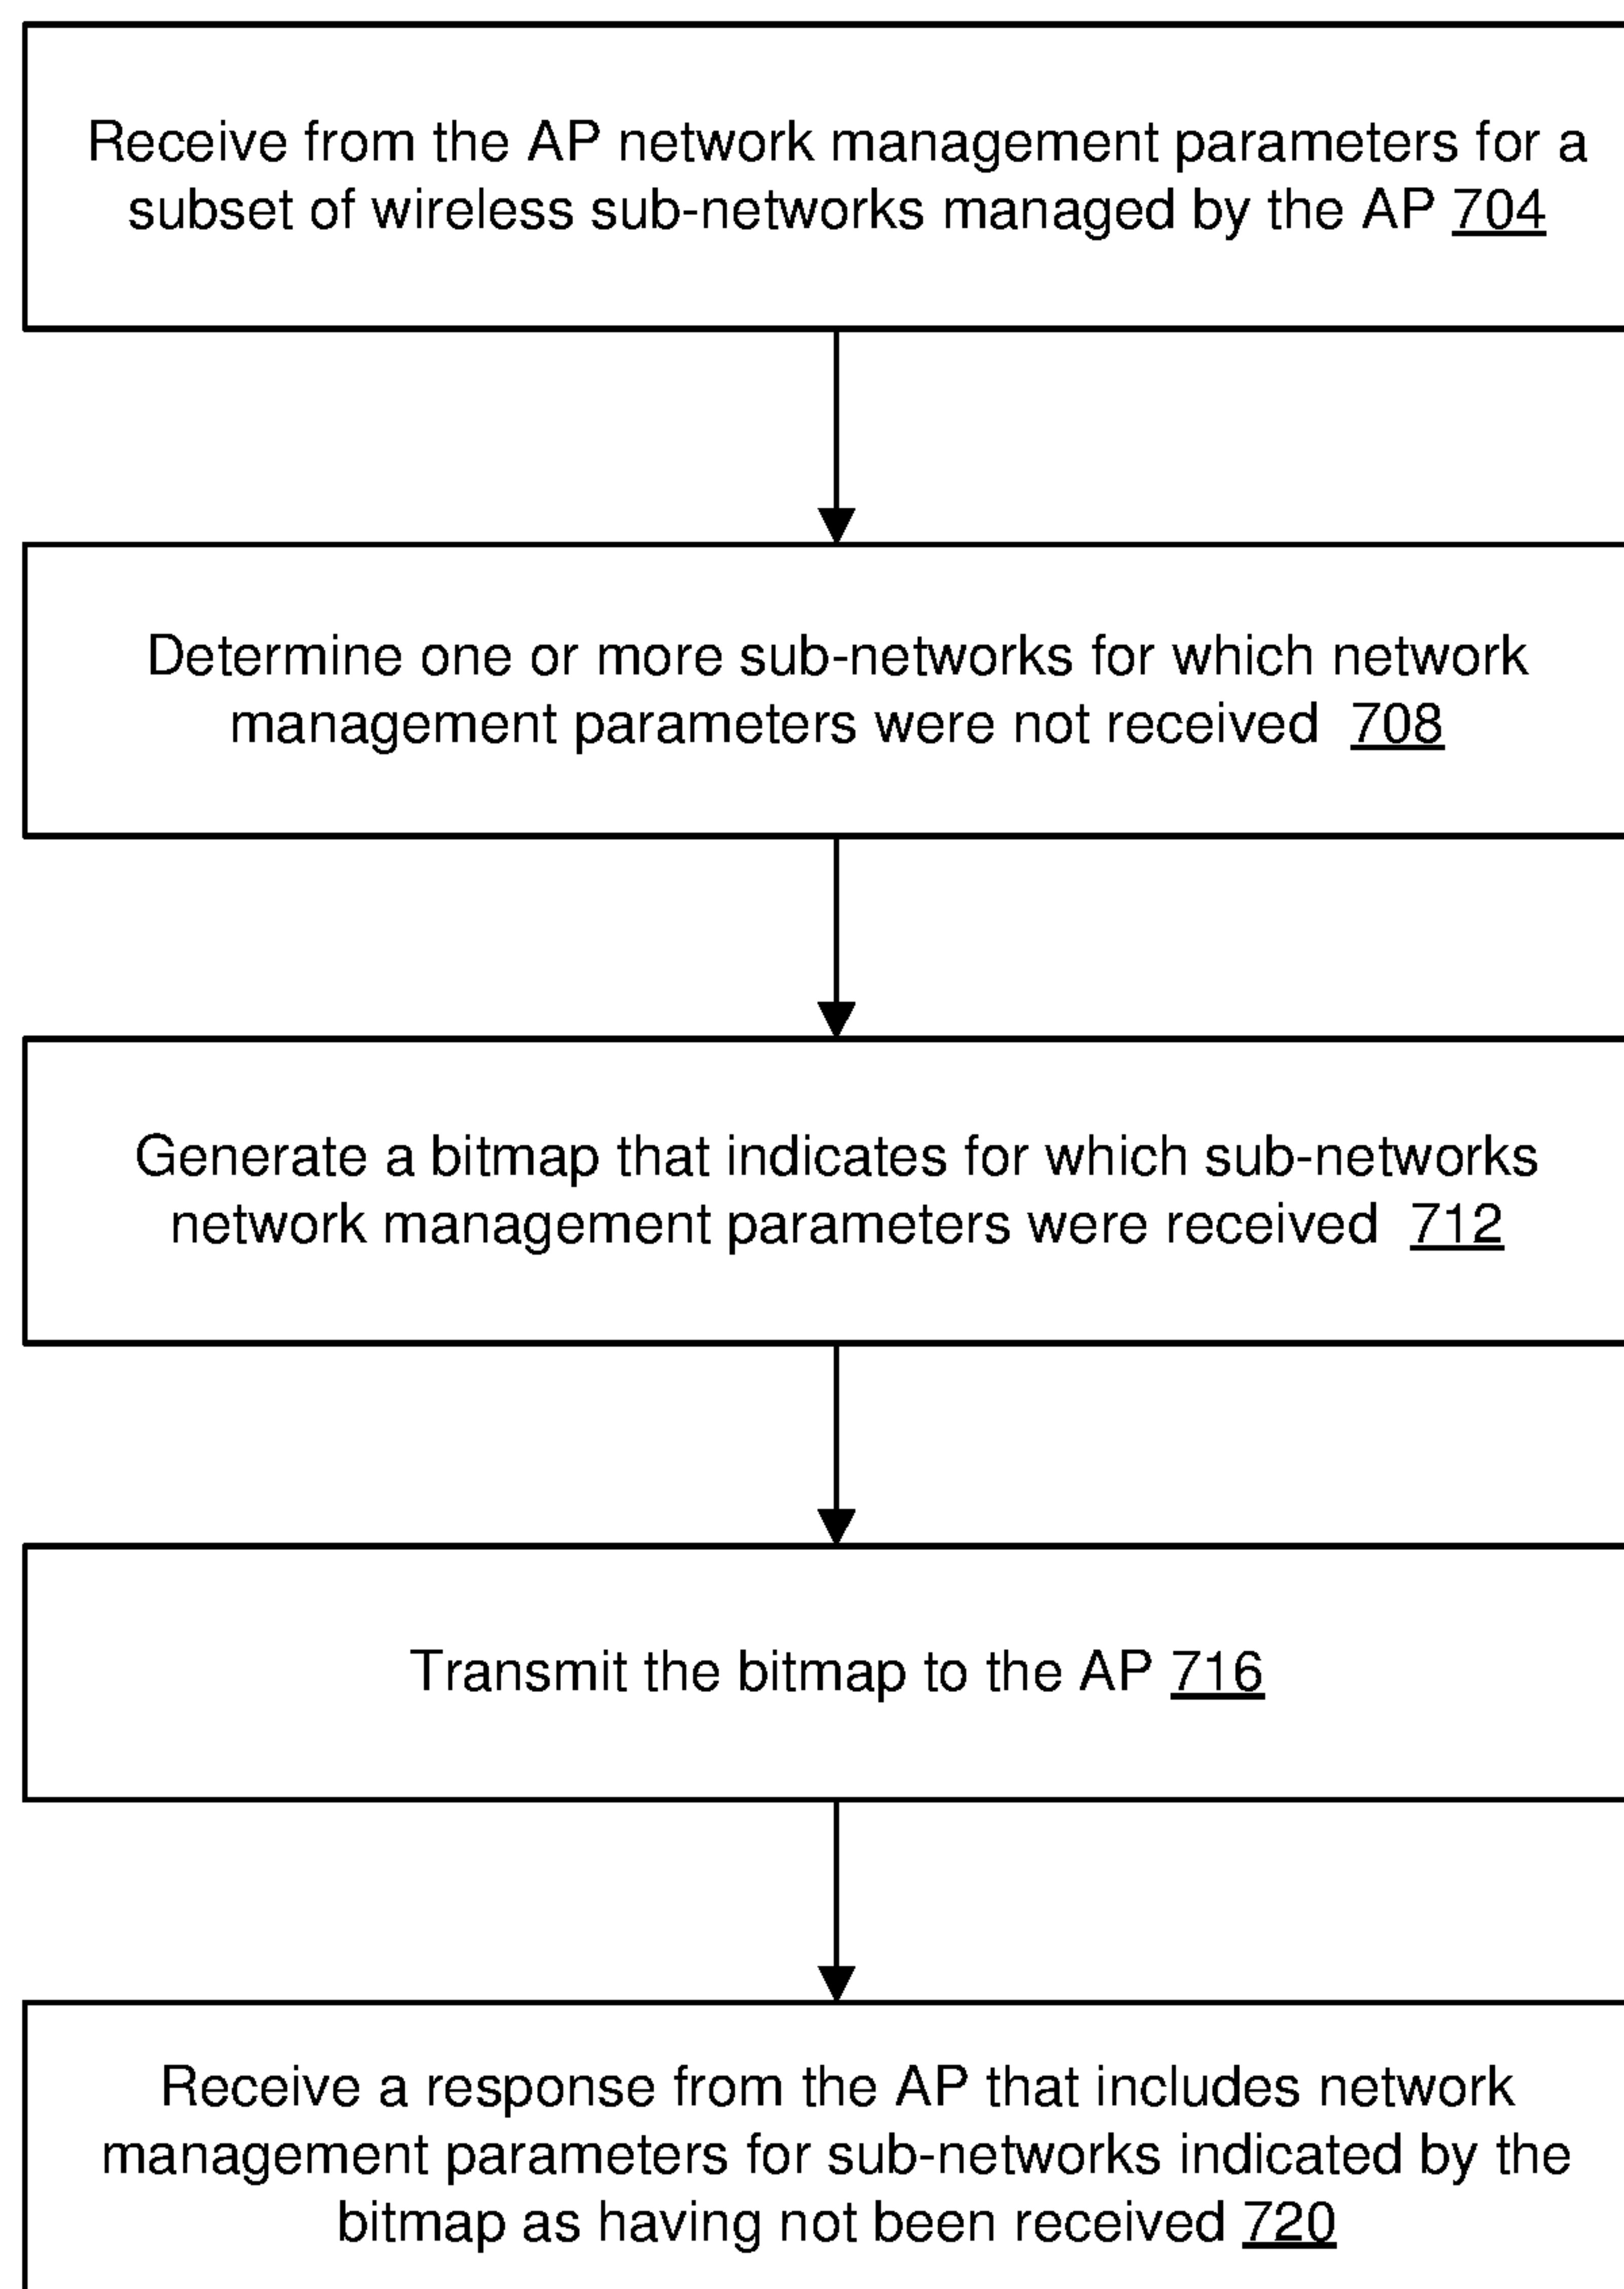 Receive from the AP network management parameters for a
subset of wireless sub-networks managed by the AP 704
Determine one or more sub-networks for which network
management parameters were not received 708
Generate a bitmap that indicates for which sub-networks
network management parameters were received 712
Transmit the bitmap to the AP 716
Receive a response from the AP that includes network
management parameters for sub-networks indicated by the
bitmap as having not been received 720